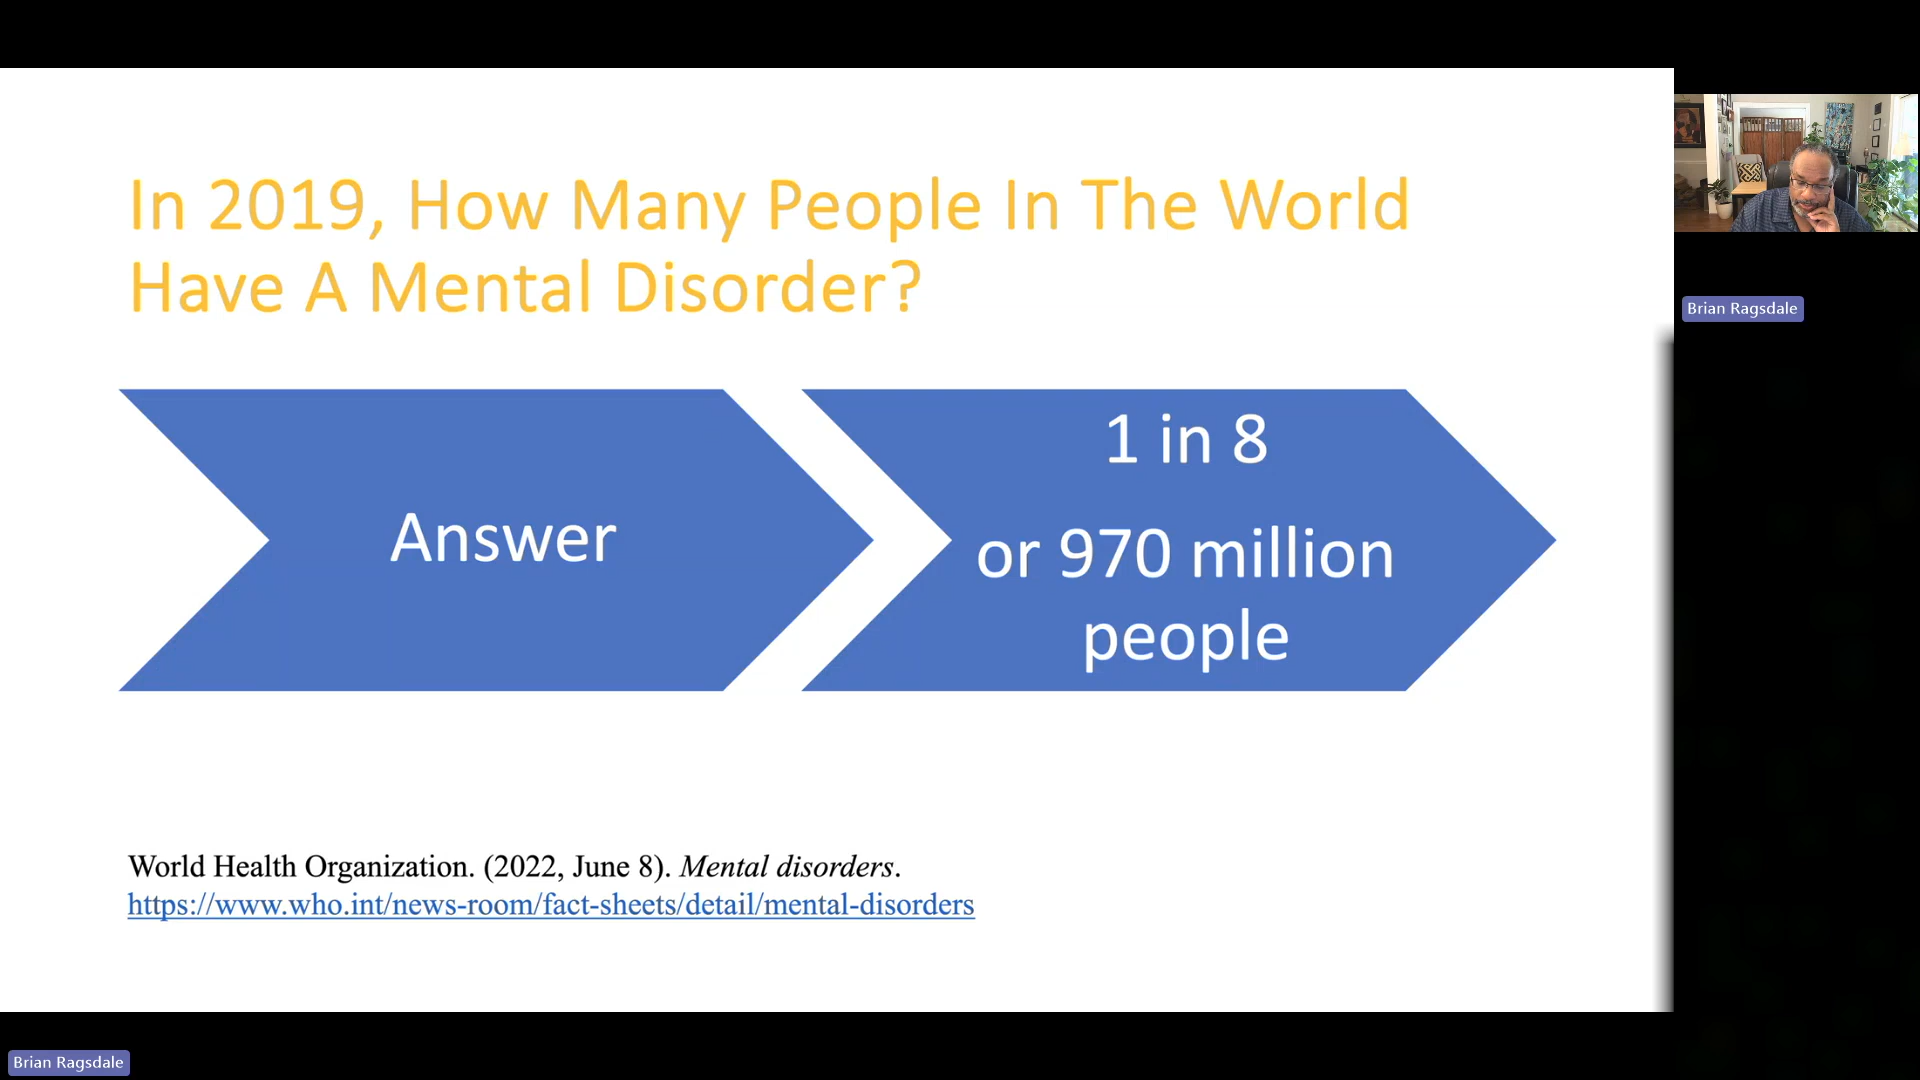 In 2019, How Many People In The World
Have A Mental Disorder?
Answer
1 in 8
or 970 million
people
World Health Organization. (2022, June 8). Mental disorders.
https://www.who.int/news-room/fact-sheets/detail/mental-disorders
Brian Ragsdale
Brian Ragsdale